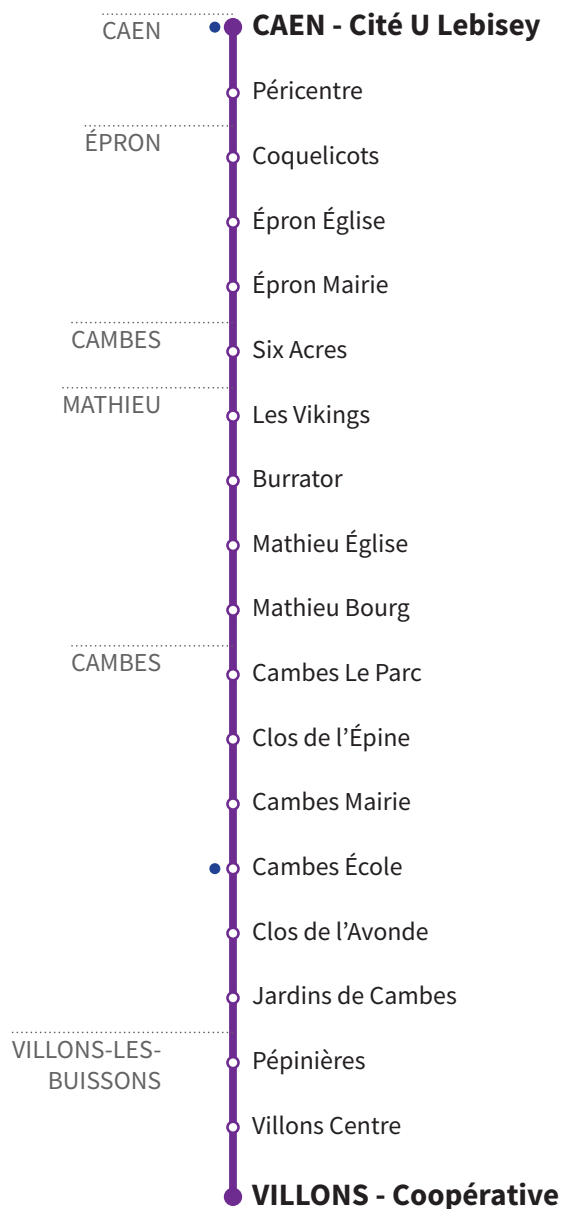 CAEN
CAEN - Cité U Lebisey
Péricentre
ÉPRON
Coquelicots
Épron Église
Épron Mairie
CAMBES
Six Acres
MATHIEU
Les Vikings
Burrator
Mathieu Église
Mathieu Bourg
CAMBES
Cambes Le Parc
Clos de l’Épine
Cambes Mairie
Cambes École
Clos de l’Avonde
Jardins de Cambes
VILLONS-LES-
BUISSONS
Pépinières
Villons Centre
VILLONS - Coopérative